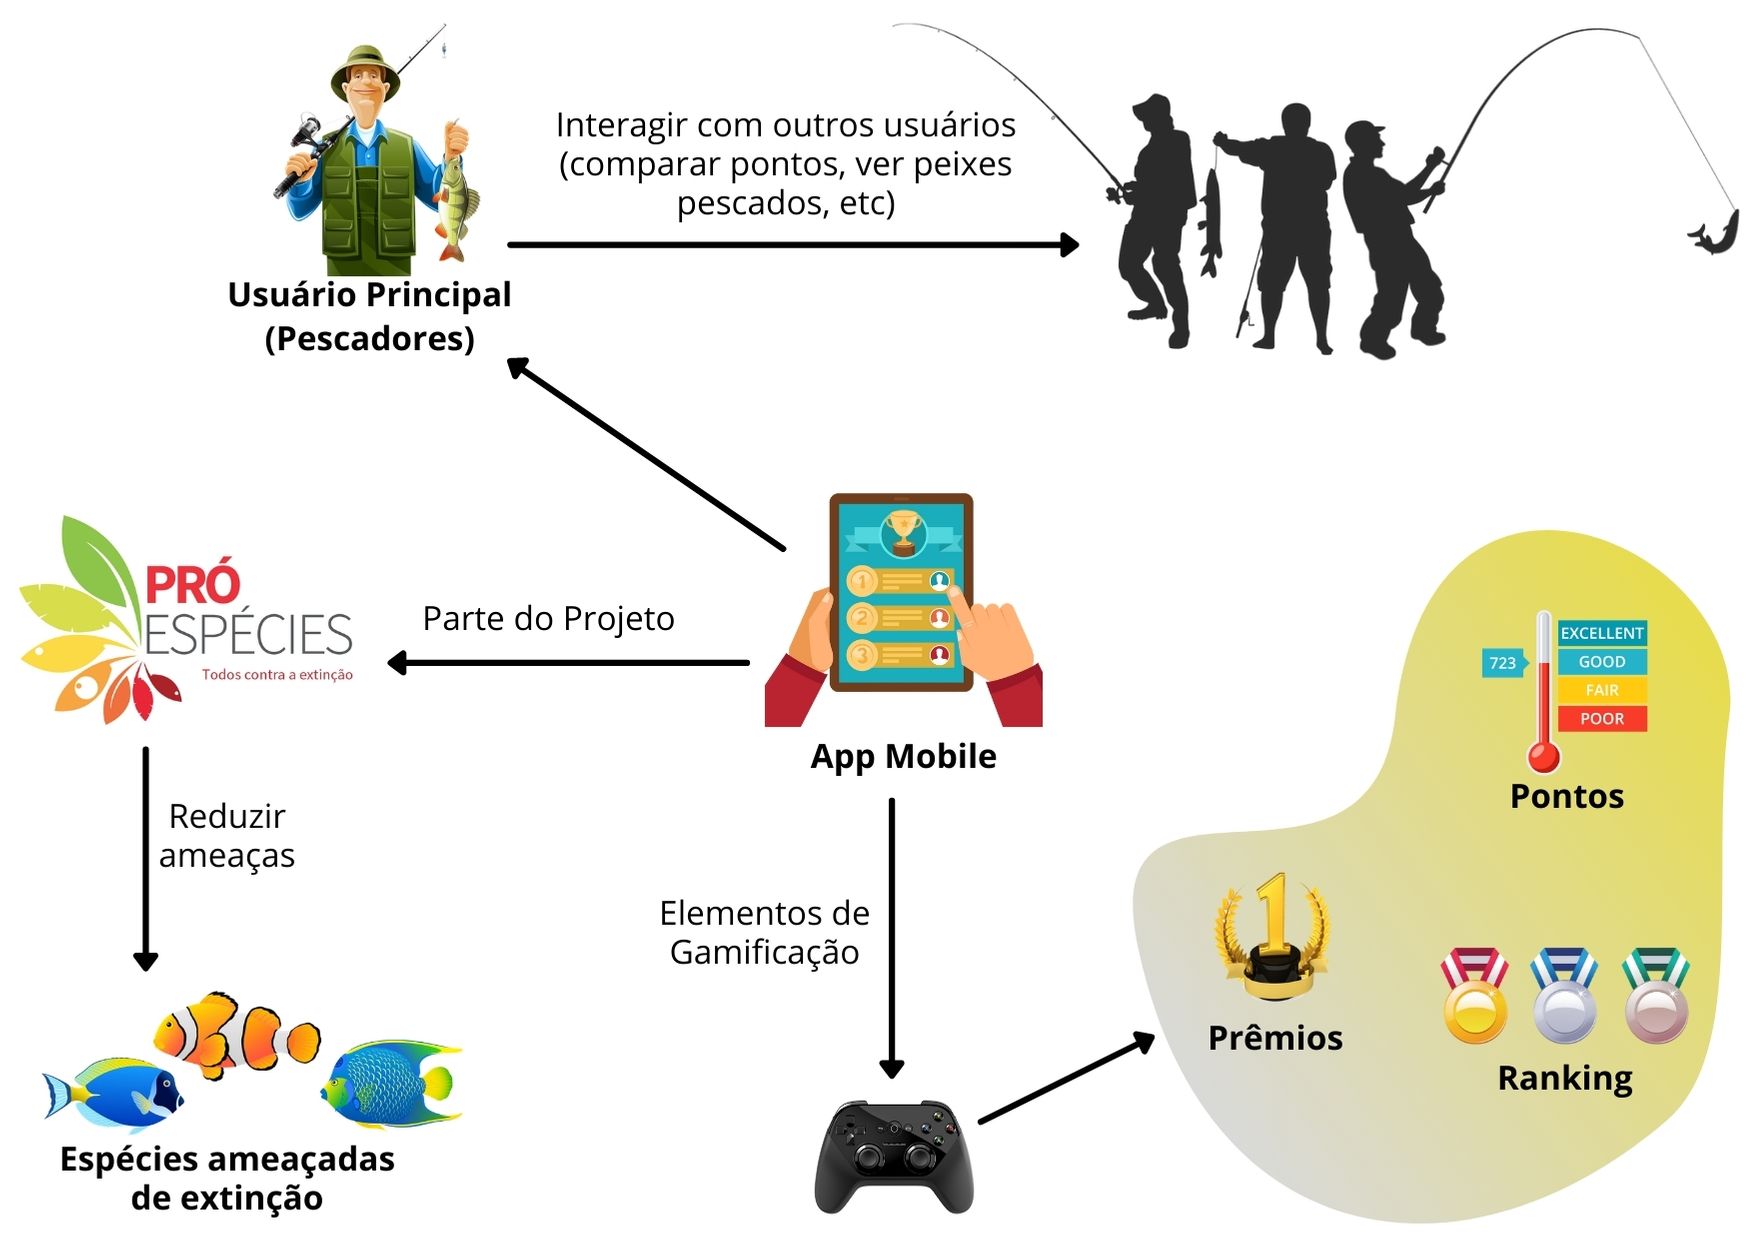 Interagir com outros usuários
(comparar pontos, ver peixes
pescados, etc)
Usuário Principal
(Pescadores)
PRÓ
ESPÉCIES
Todos contra a extinção
Parte do Projeto
1
2
3
App Mobile
EXCELLENT
723
GOOD
FAIR
POOR
Pontos
Reduzir
ameaças
Elementos de
Gamificação
1
Prêmios
Ranking
Espécies ameaçadas
de extinção